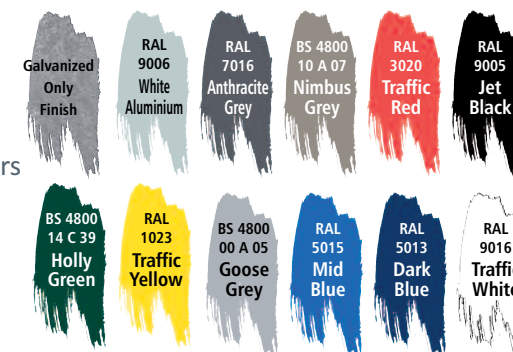 Galvanized
Only
Finish
RAL
9006
White
Aluminium
RAL
7016
Anthracite
Grey
BS 4800
10 A 07
Nimbus
Grey
RAL
3020
Traffic
Red
RAL
9005
Jet
Black
rs
BS 4800
14 C 39
Holly
Green
RAL
1023
Traffic
Yellow
BS 4800
00 A 05
Goose
Grey
RAL
5015
Mid
Blue
RAL
5013
Dark
Blue
RAL
9016
Traffic
White